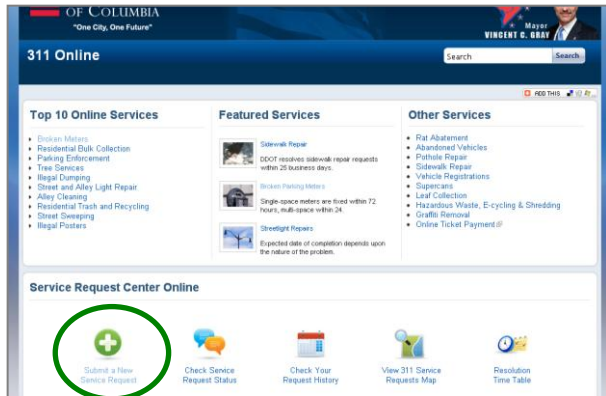 OF COLUMBIA
"One City, One Future"
Mayor
VINCENT C. GRAY
311 Online
Search
Search
ADD THIS
Top 10 Online Services
Broken Meters
Residential Bulk Collection
Parking Enforcement
Tree Services
Illegal Dumping
Street and Alley Light Repair
Alley Cleaning
Residential Trash and Recycling
Street Sweeping
Illegal Posters
Featured Services
Sidewalk Repair
DDOT resolves sidewalk repair requests
within 25 business days.
Broken Parking Meters
Single-space meters are fixed within 72
hours, multi-space within 24.
Streetlight Repairs
Expected date of completion depends upon
the nature of the problem.
Other Services
Rat Abatement
Abandoned Vehicles
Pothole Repair
Sidewalk Repair
Vehicle Registrations
Supercans
Leaf Collection
Hazardous Waste, E-cycling & Shredding
Graffiti Removal
Online Ticket Payment
Service Request Center Online
Submit a New
Service Request
Check Service
Request Status
Check Your
Request History
View 311 Service
Requests Map
Resolution
Time Table